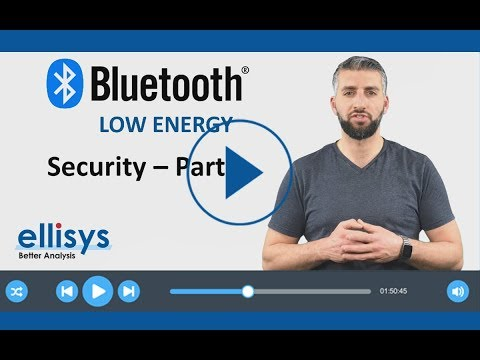 Bluetooth®
LOW ENERGY
Security – Part
ellisys
Better Analysis
01:50:45